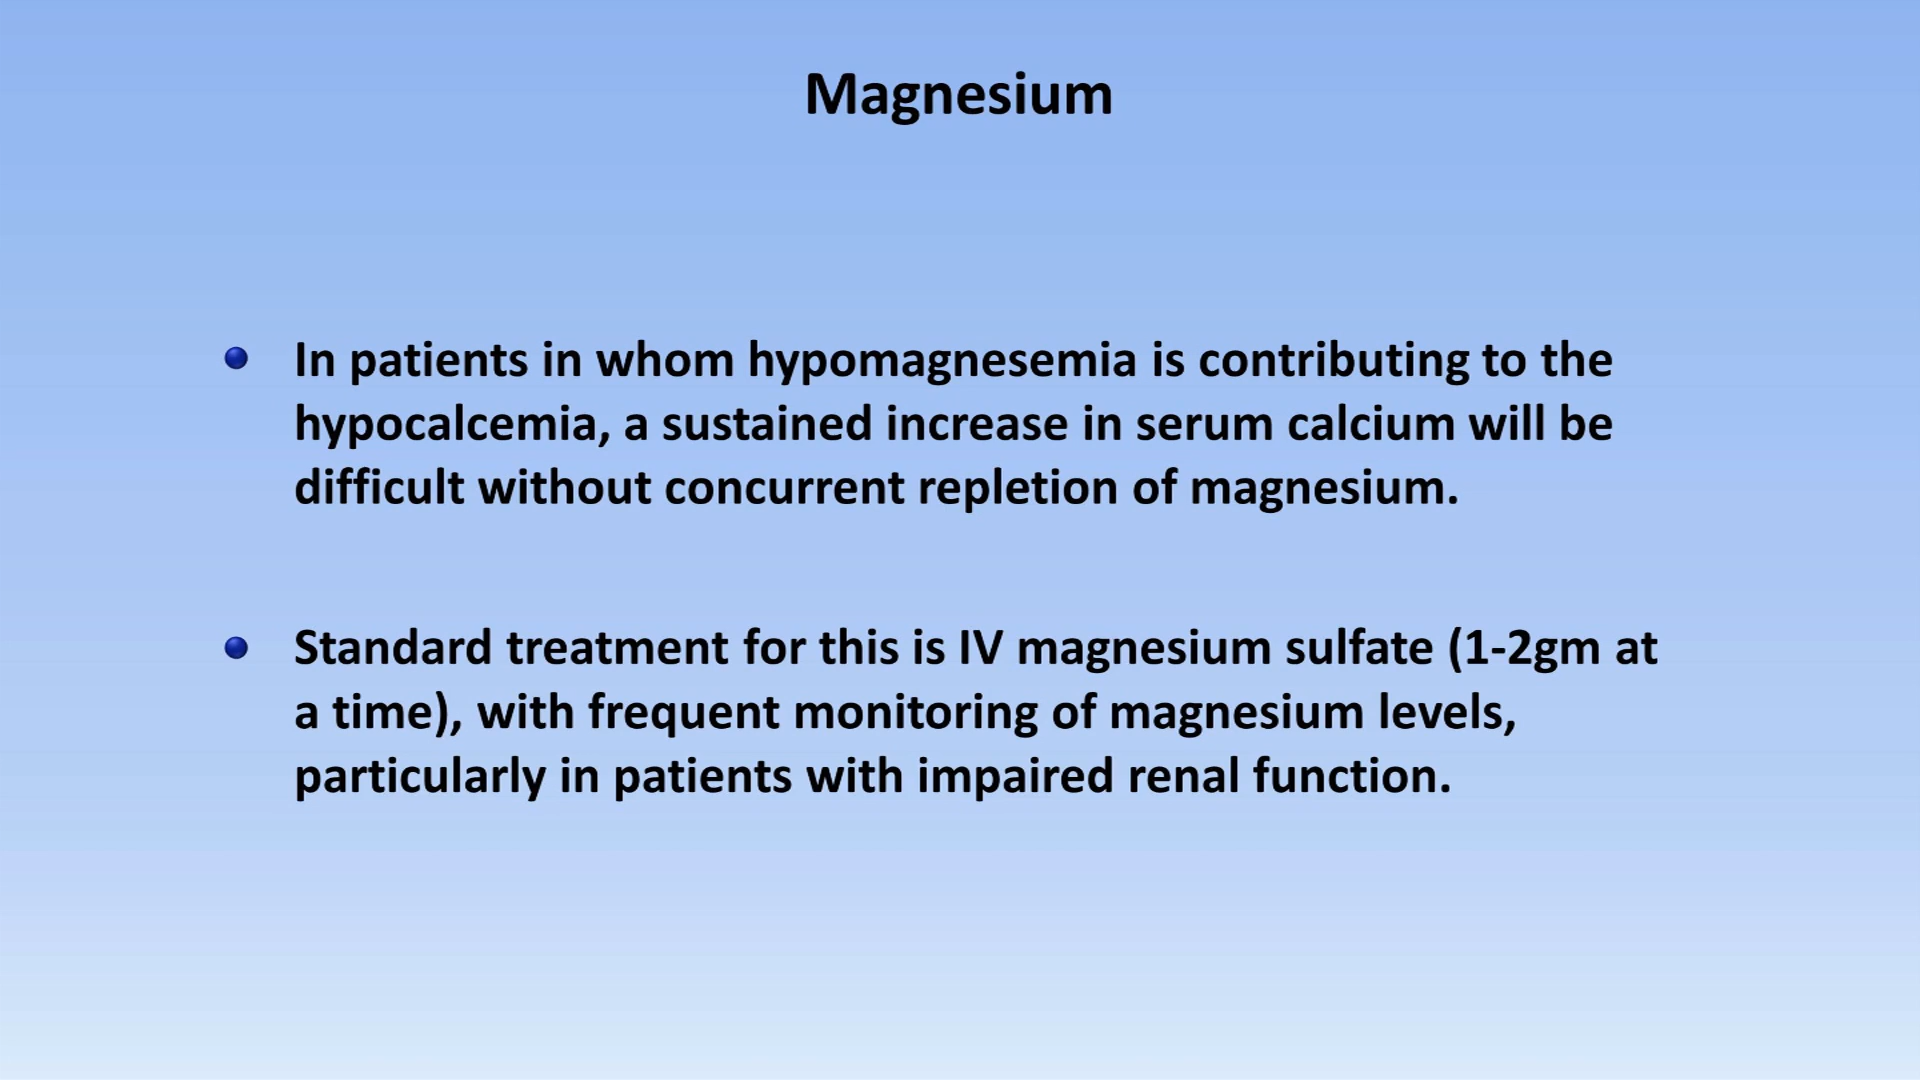 Magnesium
In patients in whom hypomagnesemia is contributing to the
hypocalcemia, a sustained increase in serum calcium will be
difficult without concurrent repletion of magnesium.
Standard treatment for this is IV magnesium sulfate (1-2gm at
a time), with frequent monitoring of magnesium levels,
particularly in patients with impaired renal function.